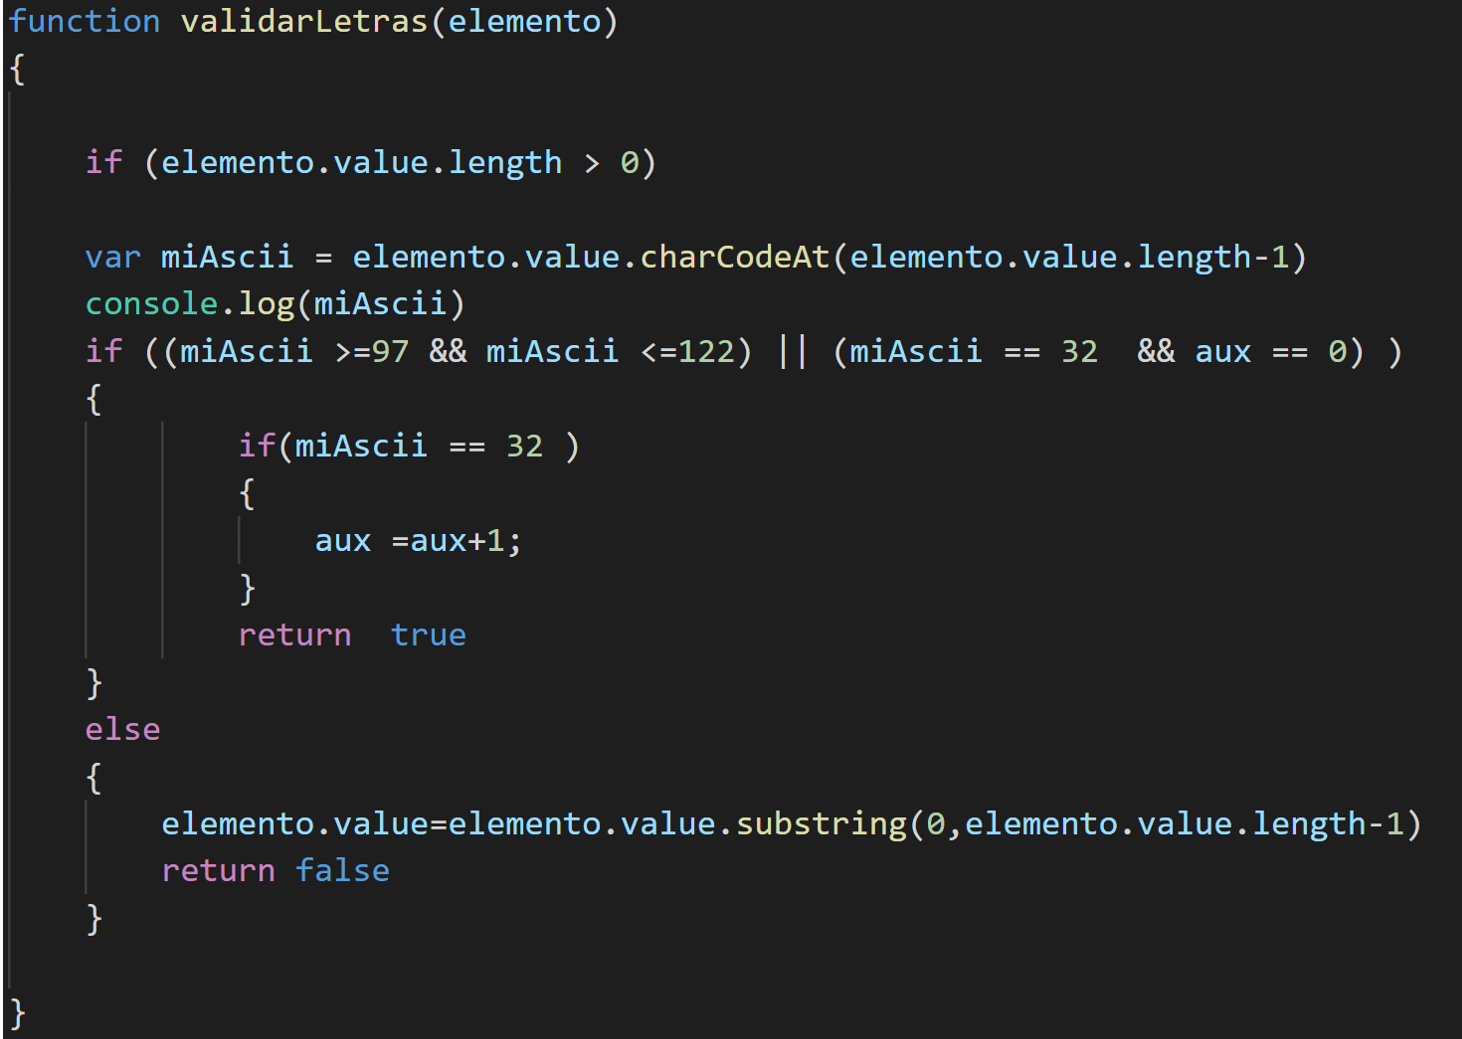 function validarLetras(elemento)
{
if (elemento.value.length > 0)
var miAscii = elemento.value.charCodeAt(elemento.value.length-1)
console.log(miAscii)
if ((miAscii >=97 && miAscii <=122) || (miAscii == 32  && aux == 0) )
{
if(miAscii == 32 )
{
aux =aux+1;
}
return  true
}
else
{
elemento.value=elemento.value.substring(0,elemento.value.length-1)
return false
}
}